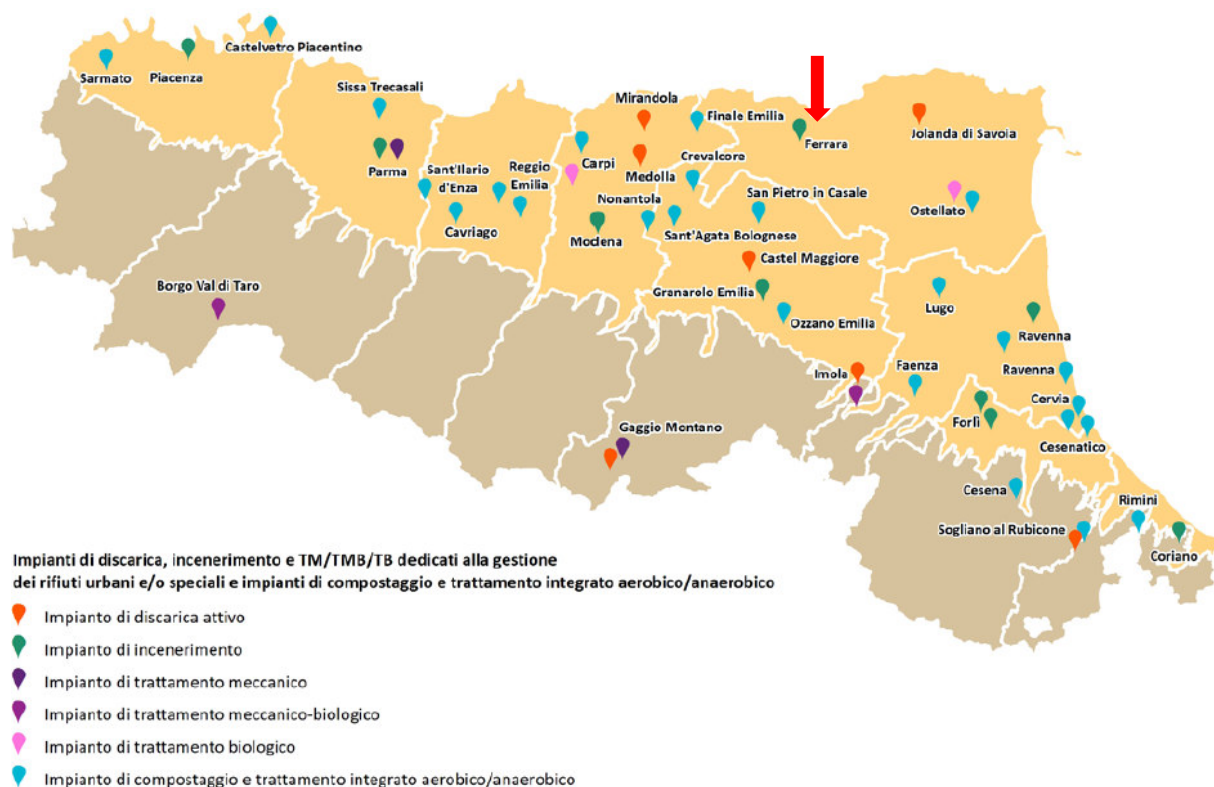 Castelvetro Piacentino
Sarmato
Piacenza
Sissa Trecasali
Parma
Sant'Ilario
d'Enza
Reggio
Emilia
Cavriago
Borgo Val di Taro
Mirandola
Finale Emilia
Carpi
Medolla
Crevalcore
Nonantola
Modena
San Pietro in Casale
Sant'Agata Bolognese
Castel Maggiore
Granarolo Emilia
Ozzano Emilia
Ferrara
Jolanda di Savoia
Ostellato
Lugo
Ravenna
Ravenna
Imola
Faenza
Cervia
Forlì
Cesenatico
Gaggio Montano
Cesena
Rimini
Sogliano al Rubicone
Coriano
Impianti di discarica, incenerimento e TM/TMB/TB dedicati alla gestione
dei rifiuti urbani e/o speciali e impianti di compostaggio e trattamento integrato aerobico/anaerobico
Impianto di discarica attivo
Impianto di incenerimento
Impianto di trattamento meccanico
Impianto di trattamento meccanico-biologico
Impianto di trattamento biologico
Impianto di compostaggio e trattamento integrato aerobico/anaerobico